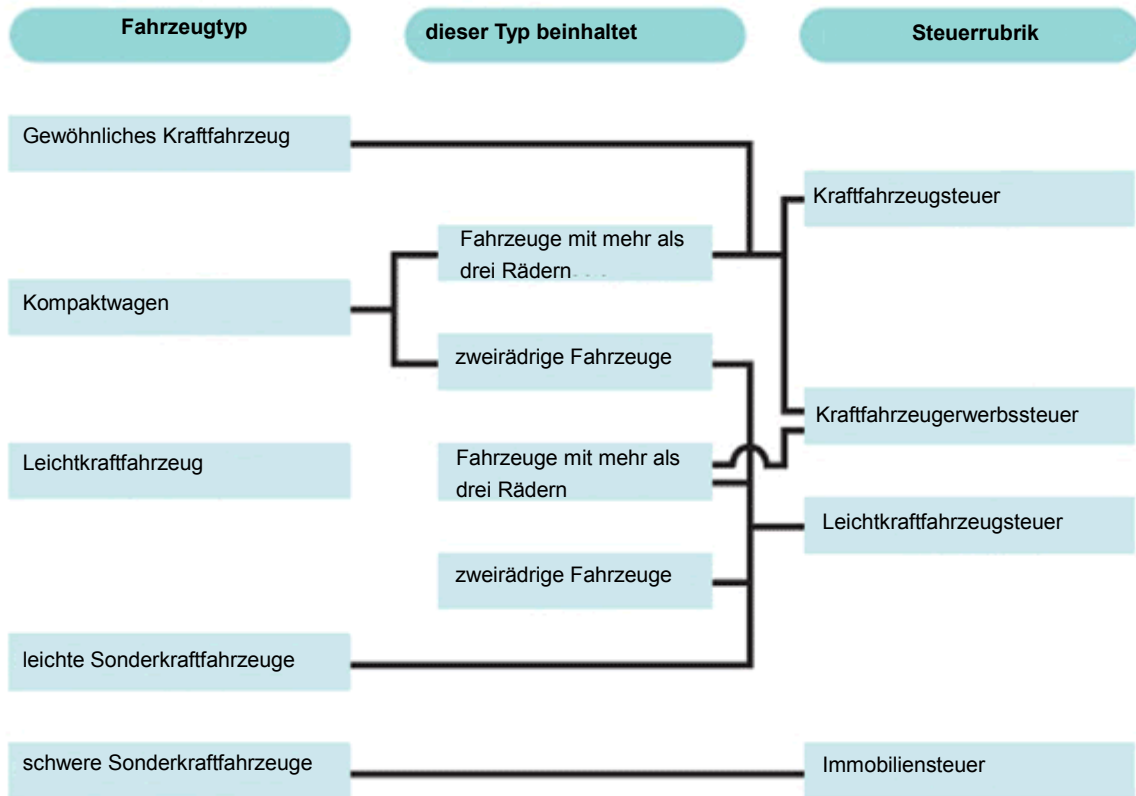 Fahrzeugtyp
dieser Typ beinhaltet
Steuerrubrik
Gewöhnliches Kraftfahrzeug
Kraftfahrzeugsteuer
Fahrzeuge mit mehr als
drei Rädern
Kompaktwagen
zweirädrige Fahrzeuge
Kraftfahrzeugerwerbssteuer
Leichtkraftfahrzeug
Fahrzeuge mit mehr als
drei Rädern
Leichtkraftfahrzeugsteuer
zweirädrige Fahrzeuge
leichte Sonderkraftfahrzeuge
schwere Sonderkraftfahrzeuge
Immobiliensteuer